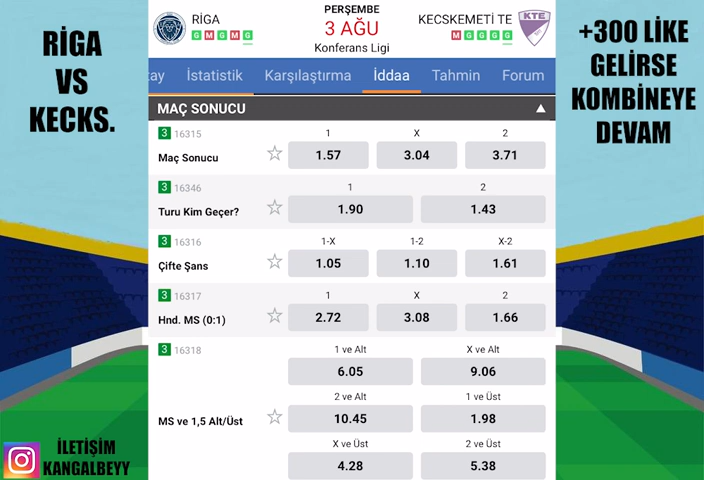 RİGA
VS
KECKS.
RİGA
G M G M G
PERŞEMBE
3 AĞU
Konferans Ligi
KECSKEMETİ TE
M G G G G
KTE
+300 LİKE
GELİRSE
KOMBİNEYE
DEVAM
tay İstatistik Karşılaştırma İddaa Tahmin Forum
MAÇ SONUCU
3 16315 1 X 2
Maç Sonucu 1.57 3.04 3.71
3 16346 1 2
Turu Kim Geçer? 1.90 1.43
3 16316 1-X 1-2 X-2
Çifte Şans 1.05 1.10 1.61
3 16317 1 X 2
Hnd. MS (0:1) 2.72 3.08 1.66
3 16318 1 ve Alt X ve Alt
6.05 9.06
2 ve Alt 1 ve Üst
MS ve 1,5 Alt/Üst 10.45 1.98
X ve Üst 2 ve Üst
4.28 5.38
İLETİŞİM
KANGALBEYY